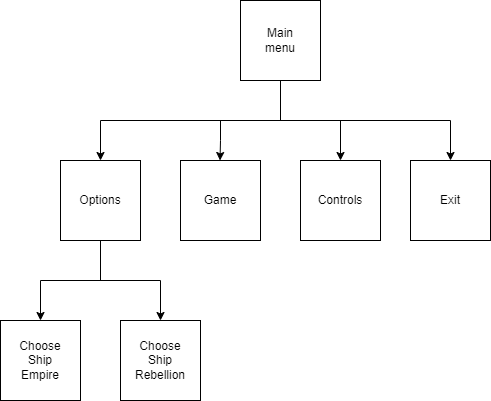 Main
menu
Options
Game
Controls
Exit
Choose
Ship
Empire
Choose
Ship
Rebellion